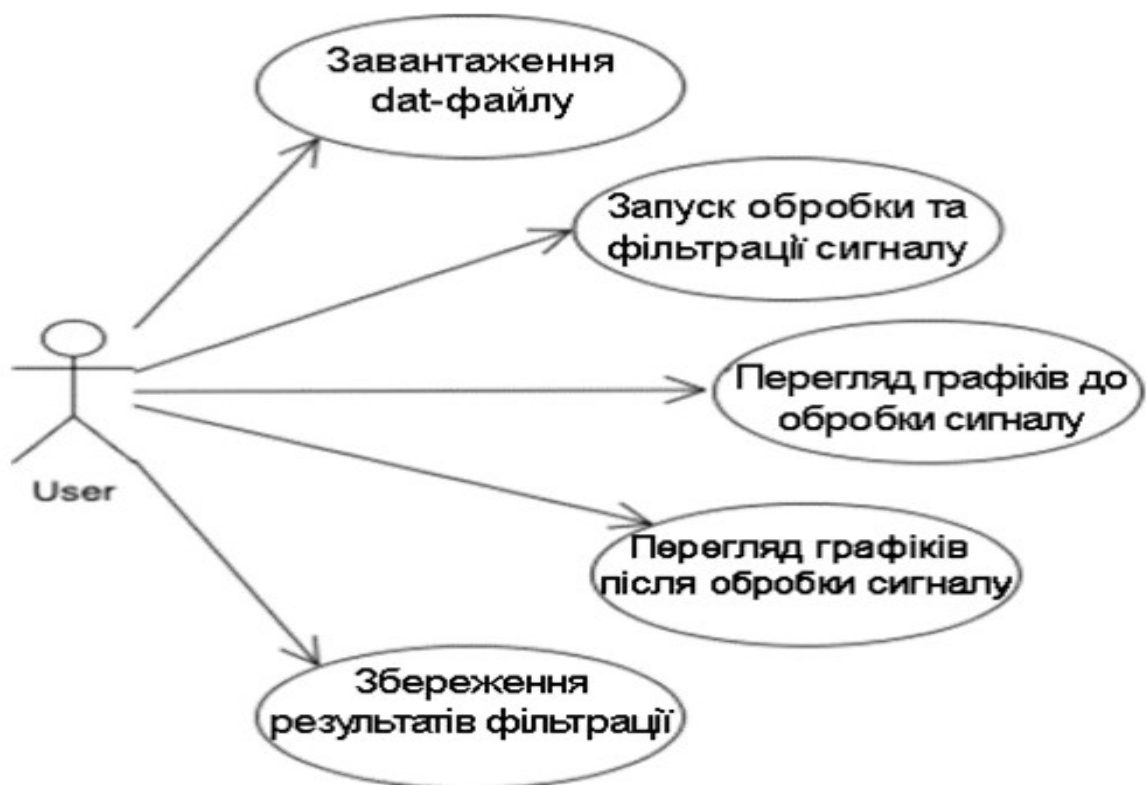 Завантаження
dat-файлу
Запуск обробки та
фільтрації сигналу
Перегляд графіків до
обробки сигналу
User
Перегляд графіків
після обробки сигналу
Збереження
результатів фільтрації